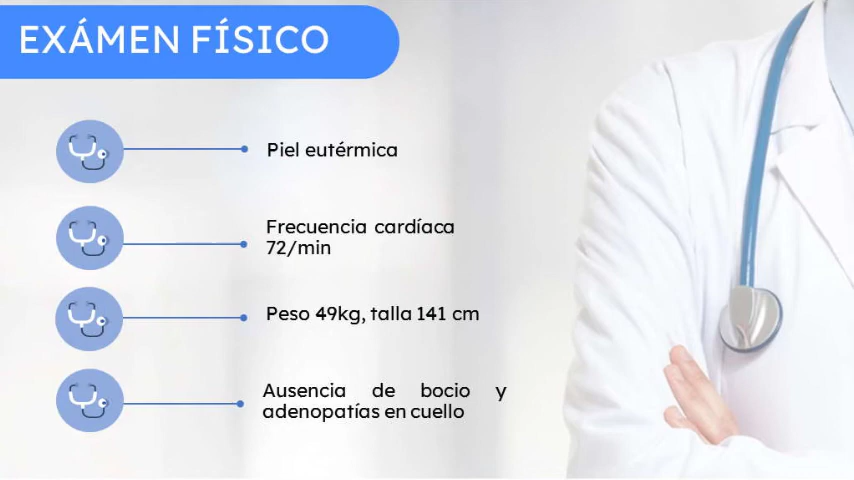 EXÁMEN FÍSICO
Piel eutérmica
Frecuencia cardíaca
72/min
Peso 49kg, talla 141 cm
Ausencia de bocio y
adenopatías en cuello